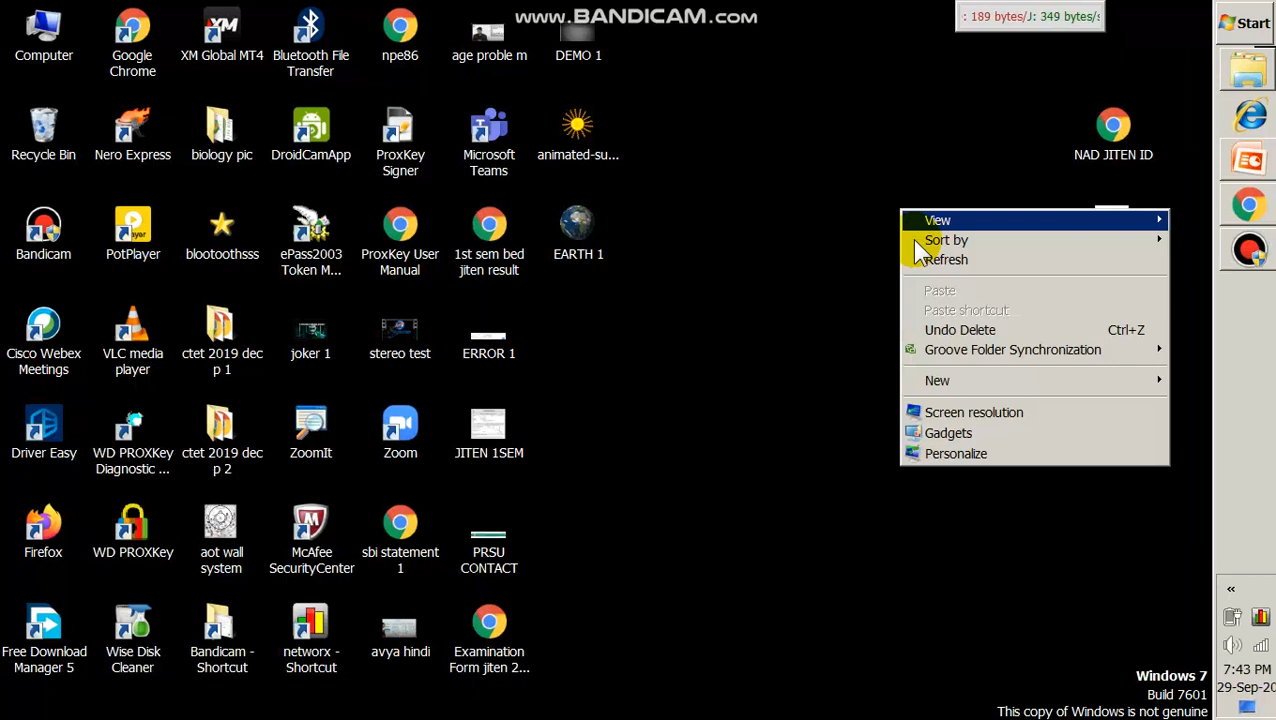 www.BANDICAM.com
: 189 bytes/J: 349 bytes/s
Start
Computer
Google
Chrome
XM Global MT4
Bluetooth File
Transfer
npe86
age proble m
DEMO 1
Recycle Bin
Nero Express
biology pic
DroidCamApp
ProxKey
Signer
Microsoft
Teams
animated-su...
NAD JITEN ID
Bandicam
PotPlayer
blootoothsss
ePass2003
Token M...
ProxKey User
Manual
1st sem bed
jiten result
EARTH 1
View
Sort by
Refresh
Paste
Paste shortcut
Undo Delete Ctrl+Z
Groove Folder Synchronization
New
Screen resolution
Gadgets
Personalize
Cisco Webex
Meetings
VLC media
player
ctet 2019 dec
p 1
joker 1
stereo test
ERROR 1
Driver Easy
WD PROXKey
Diagnostic ...
ctet 2019 dec
p 2
ZoomIt
Zoom
JITEN 1SEM
Firefox
WD PROXKey
aot wall
system
McAfee
SecurityCenter
sbi statement
1
PRSU
CONTACT
Free Download
Manager 5
Wise Disk
Cleaner
Bandicam -
Shortcut
networx -
Shortcut
avya hindi
Examination
Form jiten 2...
«
7:43 PM
29-Sep-20
Windows 7
Build 7601
This copy of Windows is not genuine